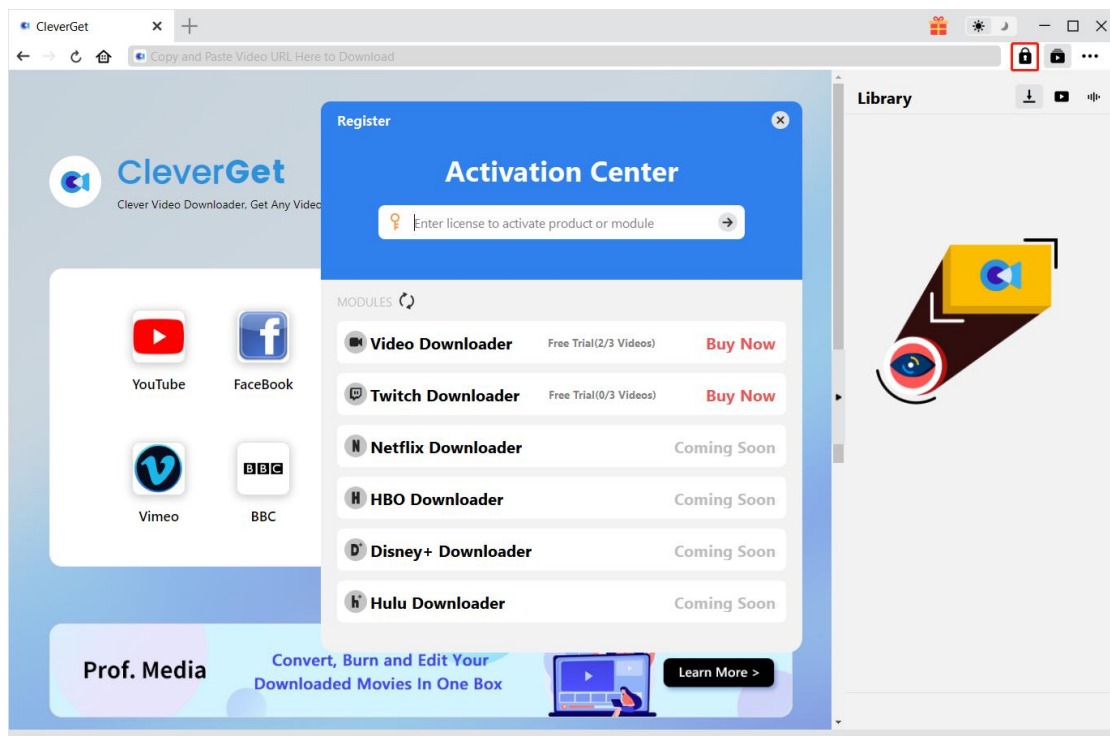 CleverGet
Copy and Paste Video URL Here to Download
Library
Register
Activation Center
Enter license to activate product or module
CleverGet
Clever Video Downloader, Get Any Video
YouTube
FaceBook
Vimeo
BBC
BBC
MODULES
Video Downloader Free Trial(2/3 Videos) Buy Now
Twitch Downloader Free Trial(0/3 Videos) Buy Now
N Netflix Downloader Coming Soon
H HBO Downloader Coming Soon
D+ Disney+ Downloader Coming Soon
h Hulu Downloader Coming Soon
Prof. Media
Convert, Burn and Edit Your
Downloaded Movies In One Box
Learn More >